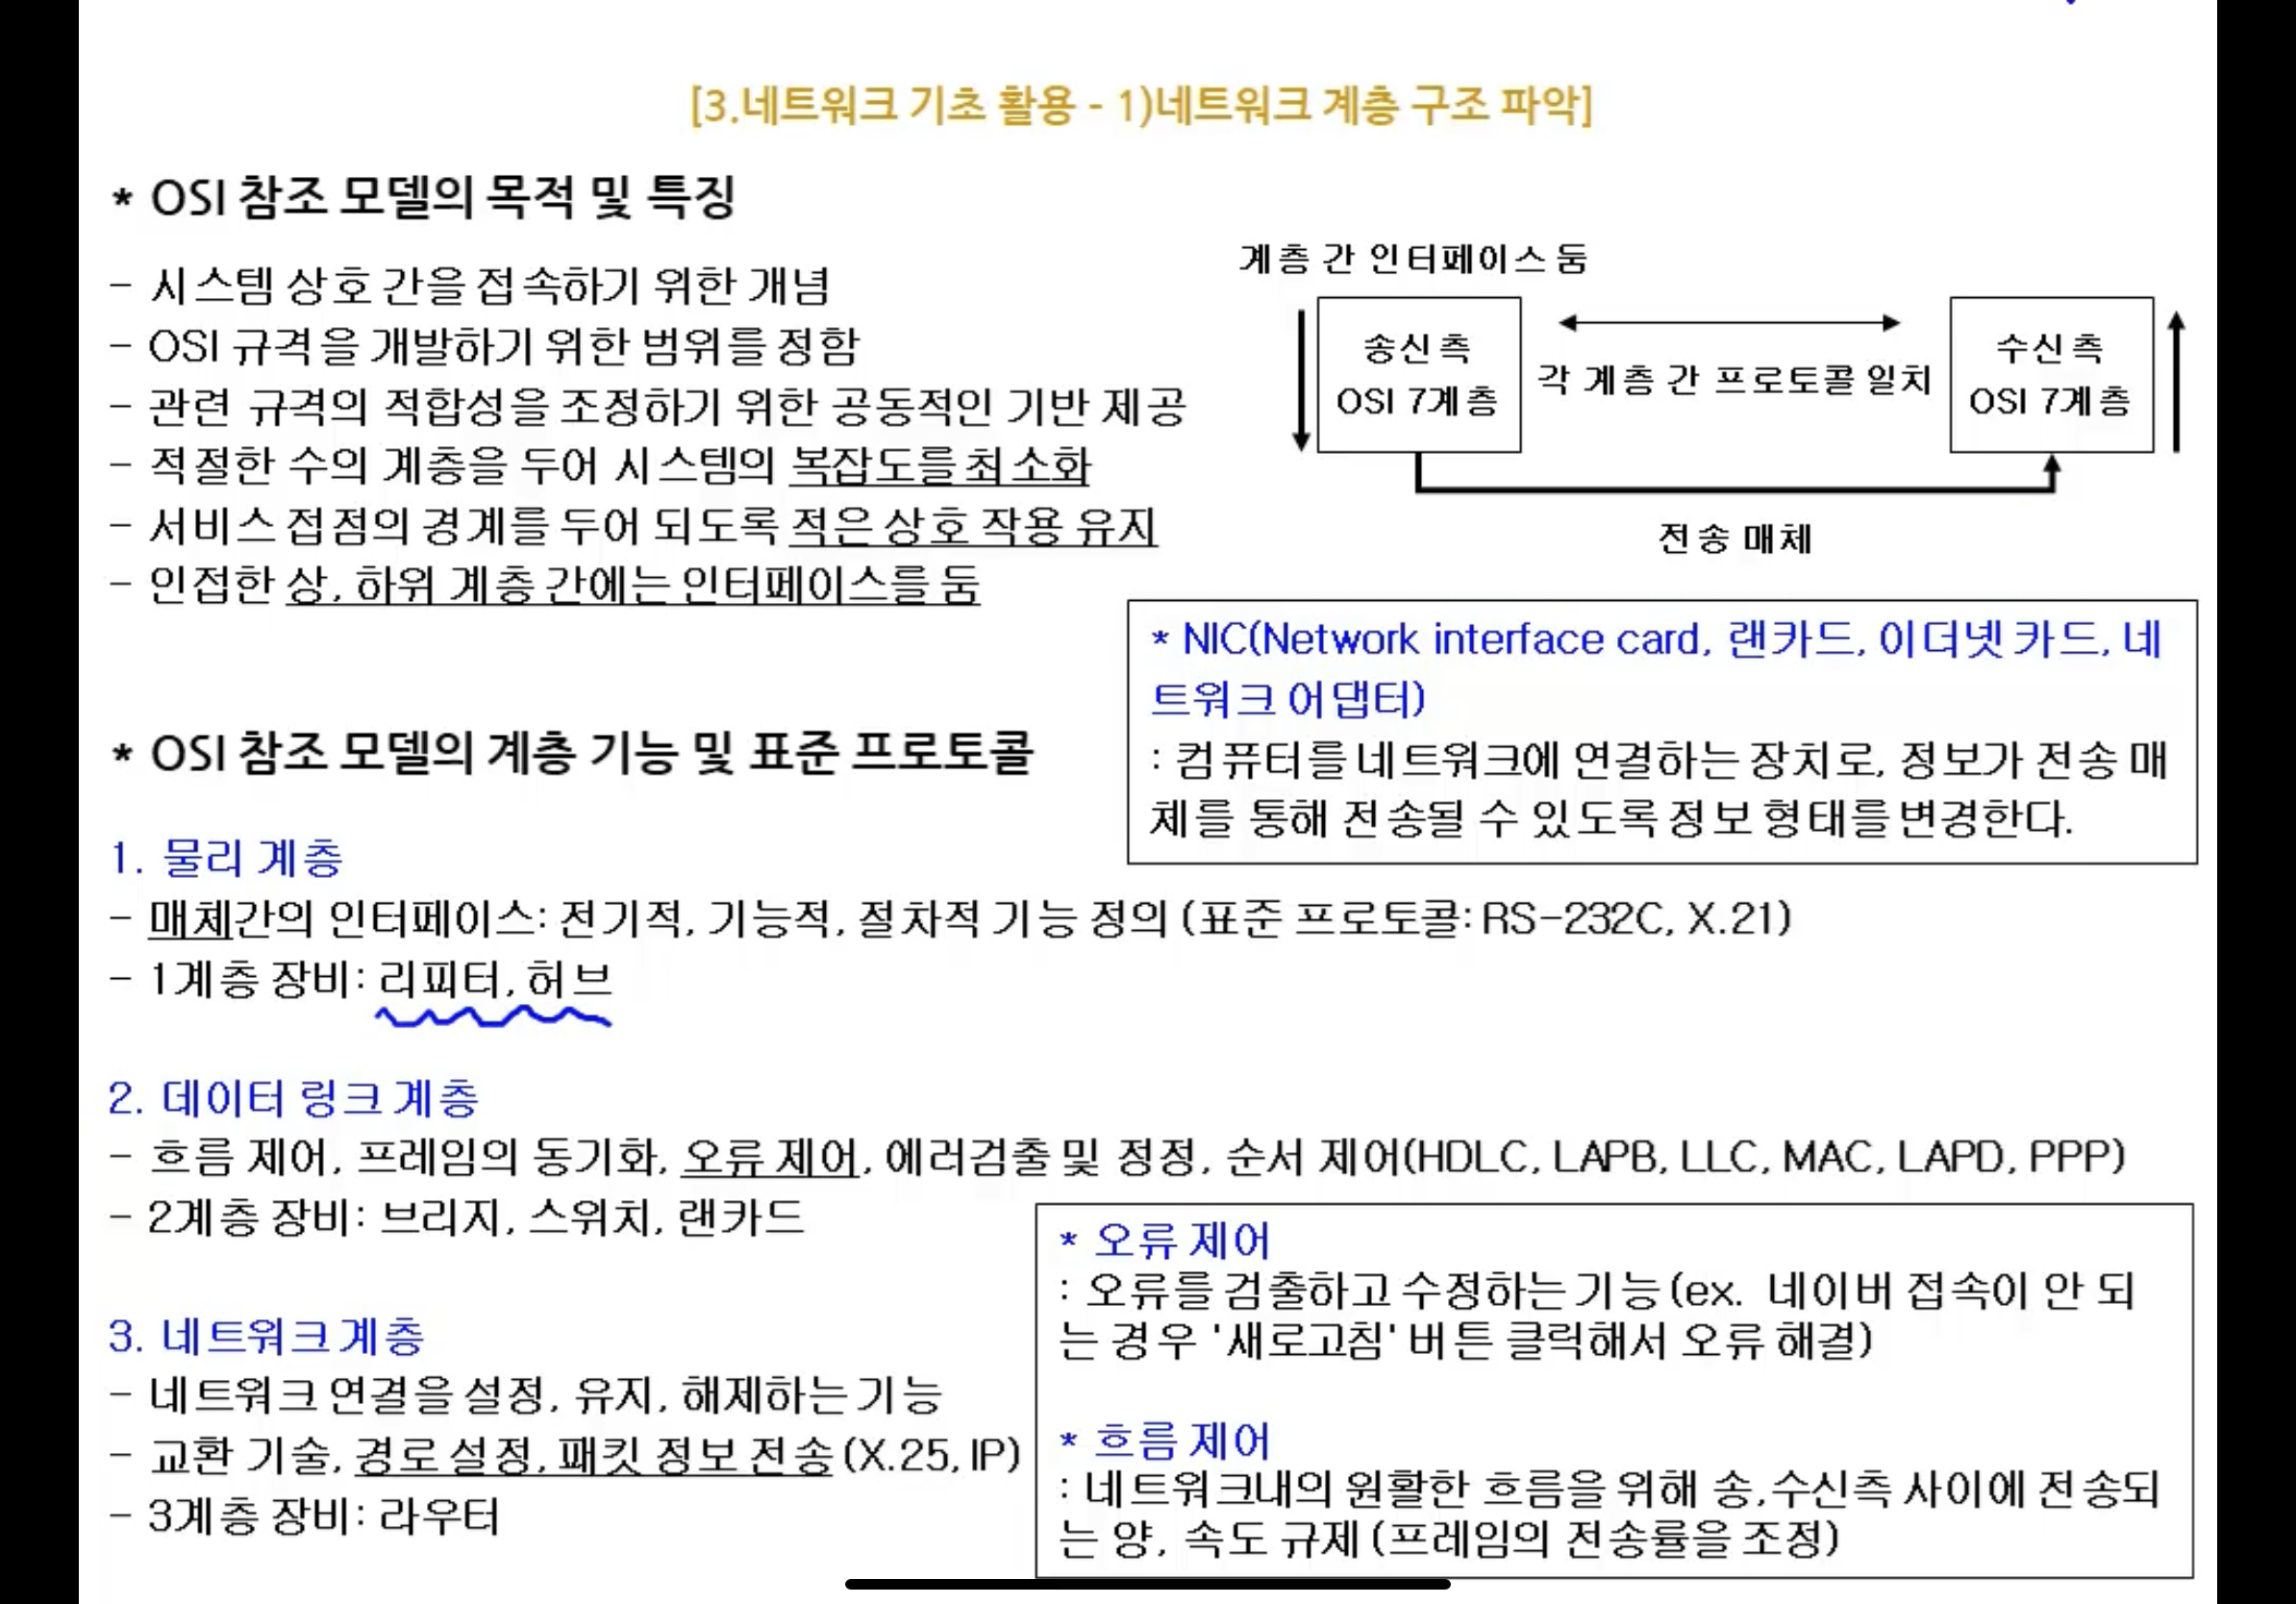 [3.네트워크 기초 활용 - 1)네트워크 계층 구조 파악]
* OSI 참조 모델의 목적 및 특징
- 시스템 상호 간을 접속하기 위한 개념
- OSI 규격을 개발하기 위한 범위를 정함
- 관련 규격의 적합성을 조정하기 위한 공동적인 기반 제공
- 적절한 수의 계층을 두어 시스템의 복잡도를 최소화
- 서비스 접점의 경계를 두어 되도록 적은 상호 작용 유지
- 인접한 상, 하위 계층 간에는 인터페이스를 둠
계층 간 인터페이스 둠
송신 측
OSI 7계층
각 계층 간 프로토콜 일치
수신 측
OSI 7계층
전송 매체
* NIC(Network interface card, 랜카드, 이더넷 카드, 네
트워크 어댑터)
: 컴퓨터를 네트워크에 연결하는 장치로, 정보가 전송 매
체를 통해 전송될 수 있도록 정보 형태를 변경한다.
* OSI 참조 모델의 계층 기능 및 표준 프로토콜
1. 물리 계층
- 매체간의 인터페이스: 전기적, 기능적, 절차적 기능 정의 (표준 프로토콜: RS-232C, X.21)
- 1계층 장비: 리피터, 허브
2. 데이터 링크 계층
- 흐름 제어, 프레임의 동기화, 오류 제어, 에러검출 및 정정, 순서 제어(HDLC, LAPB, LLC, MAC, LAPD, PPP)
- 2계층 장비: 브리지, 스위치, 랜카드
3. 네트워크 계층
- 네트워크 연결을 설정, 유지, 해제하는 기능
- 교환 기술, 경로 설정, 패킷 정보 전송 (X.25, IP)
- 3계층 장비: 라우터
* 오류 제어
: 오류를 검출하고 수정하는 기능 (ex. 네이버 접속이 안 되
는 경우 '새로고침' 버튼 클릭해서 오류 해결)
* 흐름 제어
: 네트워크내의 원활한 흐름을 위해 송,수신측 사이에 전송되
는 양, 속도 규제 (프레임의 전송률을 조정)